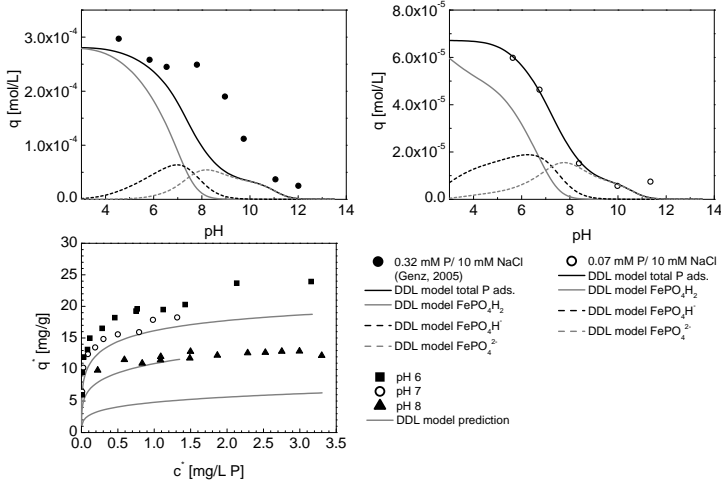 3.0x10⁻⁴
2.0x10⁻⁴
1.0x10⁻⁴
0.0
q [mol/L]
4 6 8 10 12 14
pH
8.0x10⁻⁵
6.0x10⁻⁵
4.0x10⁻⁵
2.0x10⁻⁵
0.0
q [mol/L]
4 6 8 10 12 14
pH
30
25
20
15
10
5
0
q* [mg/g]
0.0 0.5 1.0 1.5 2.0 2.5 3.0 3.5
c* [mg/L P]
0.32 mM P/ 10 mM NaCl
(Genz, 2005)
DDL model total P ads.
DDL model FePO₄H₂
DDL model FePO₄H⁻
DDL model FePO₄²⁻
0.07 mM P/ 10 mM NaCl
DDL model total P ads.
DDL model FePO₄H₂
DDL model FePO₄H⁻
DDL model FePO₄²⁻
pH 6
pH 7
pH 8
DDL model prediction